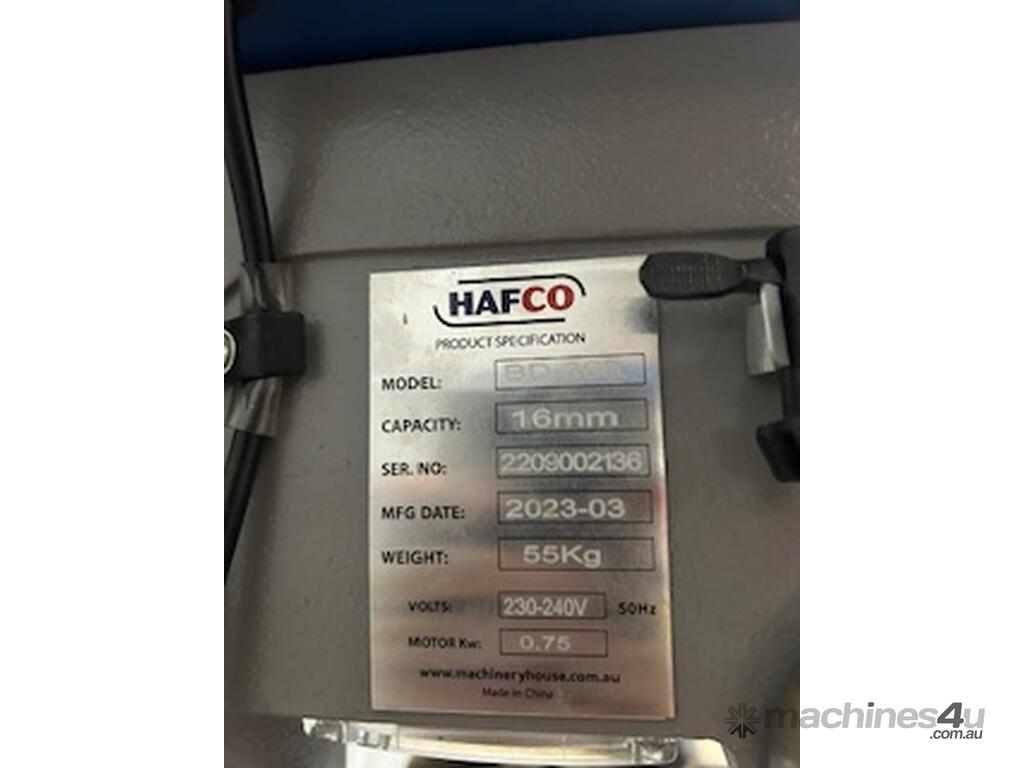 HAFCO
PRODUCT SPECIFICATION
MODEL: BD-
CAPACITY: 16mm
SER. NO: 2209002136
MFG DATE: 2023-03
WEIGHT: 55Kg
VOLTS: 230-240V 50Hz
MOTOR Kw: 0.75
www.machineryhouse.com.au
Made in China
machines4u
.com.au